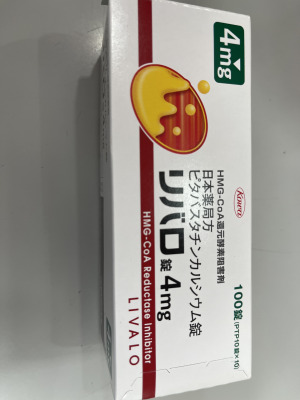 4mg
Kowa
HMG-CoA還元酵素阻害剤
日本薬局方
ピタバスタチンカルシウム錠
リバロ錠4mg
HMG-CoA Reductase Inhibitor
LIVALO
100錠(PTP10錠×10)